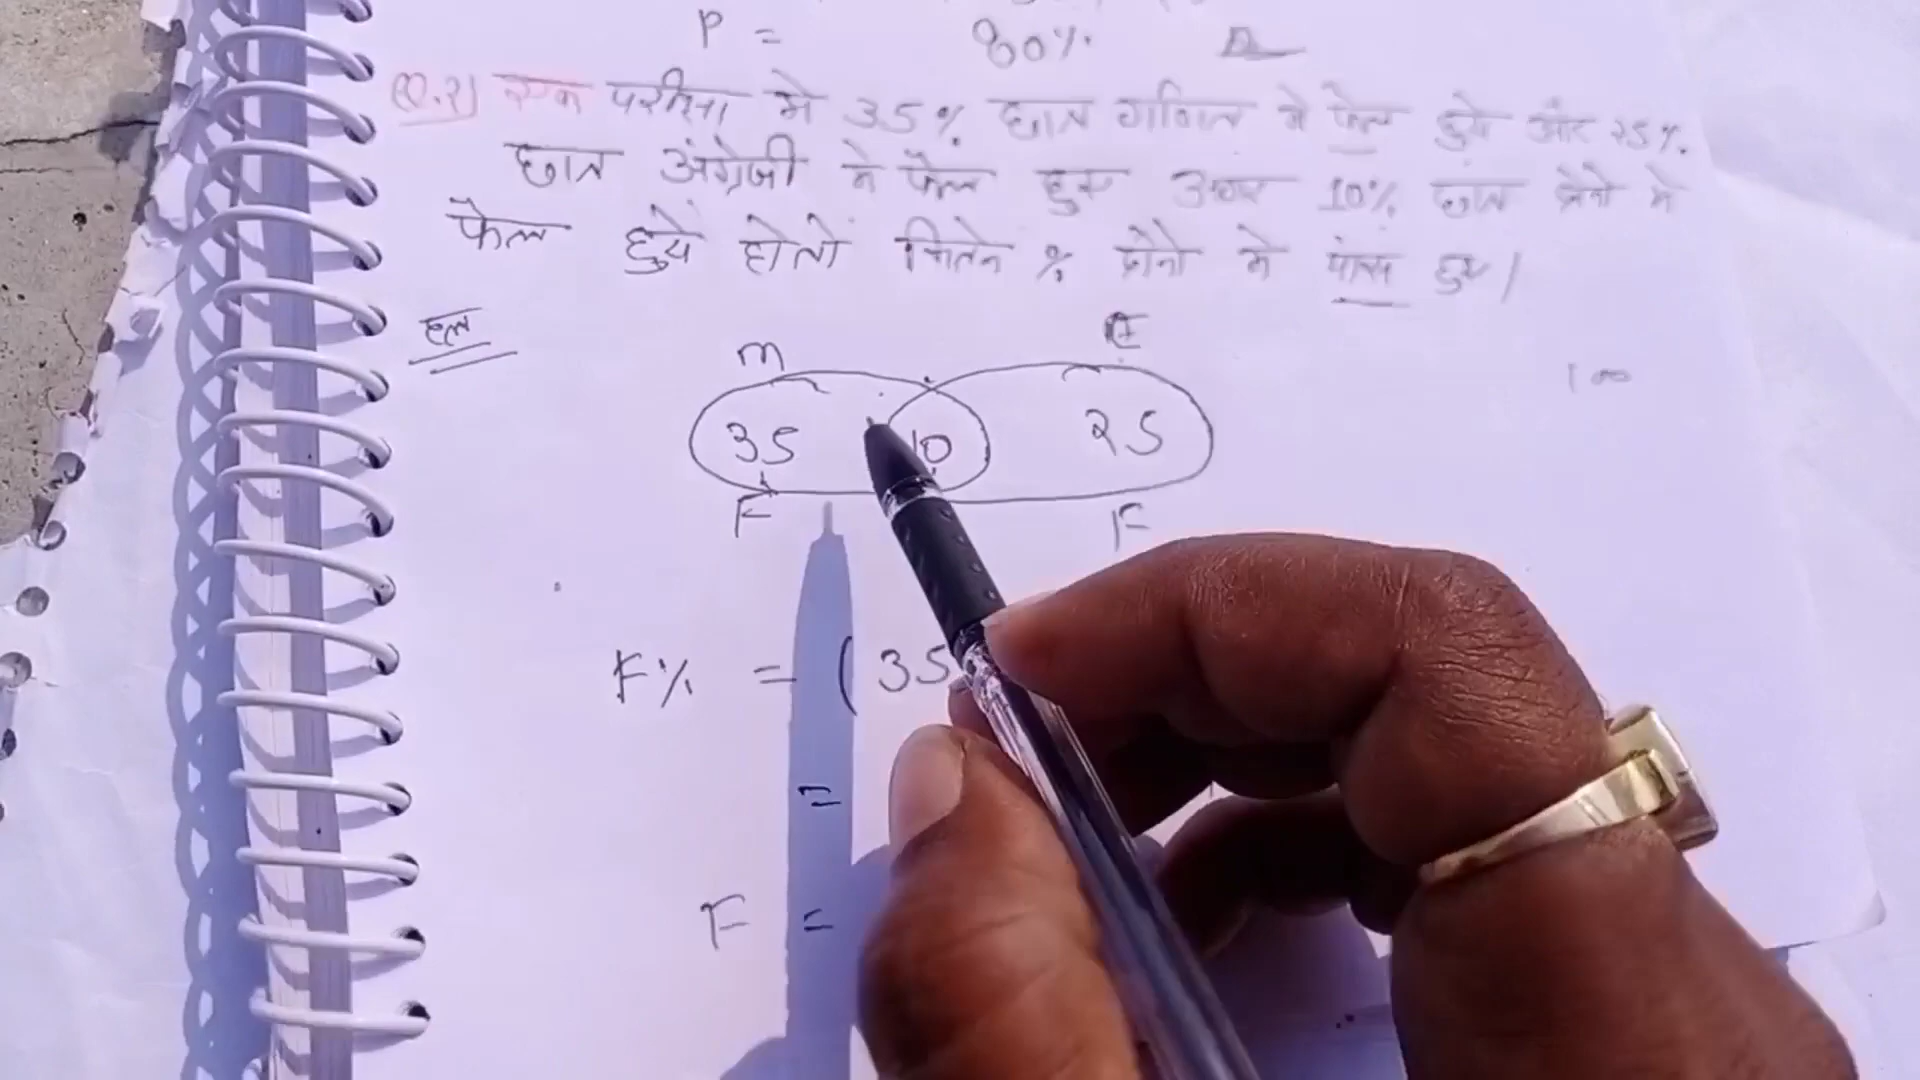 P = 80%
Q.2) एक परीक्षा मे 35% छात्र गणित मे फेल हुये और 25%
छात्र अंग्रेजी मे फेल हुए अगर 10% छात्र दोनो मे
फैल हुये हो तो कितने % दोनो मे पास हुए।
हल
M E
100
35 10 25
F F
F% = ( 35
=
F =